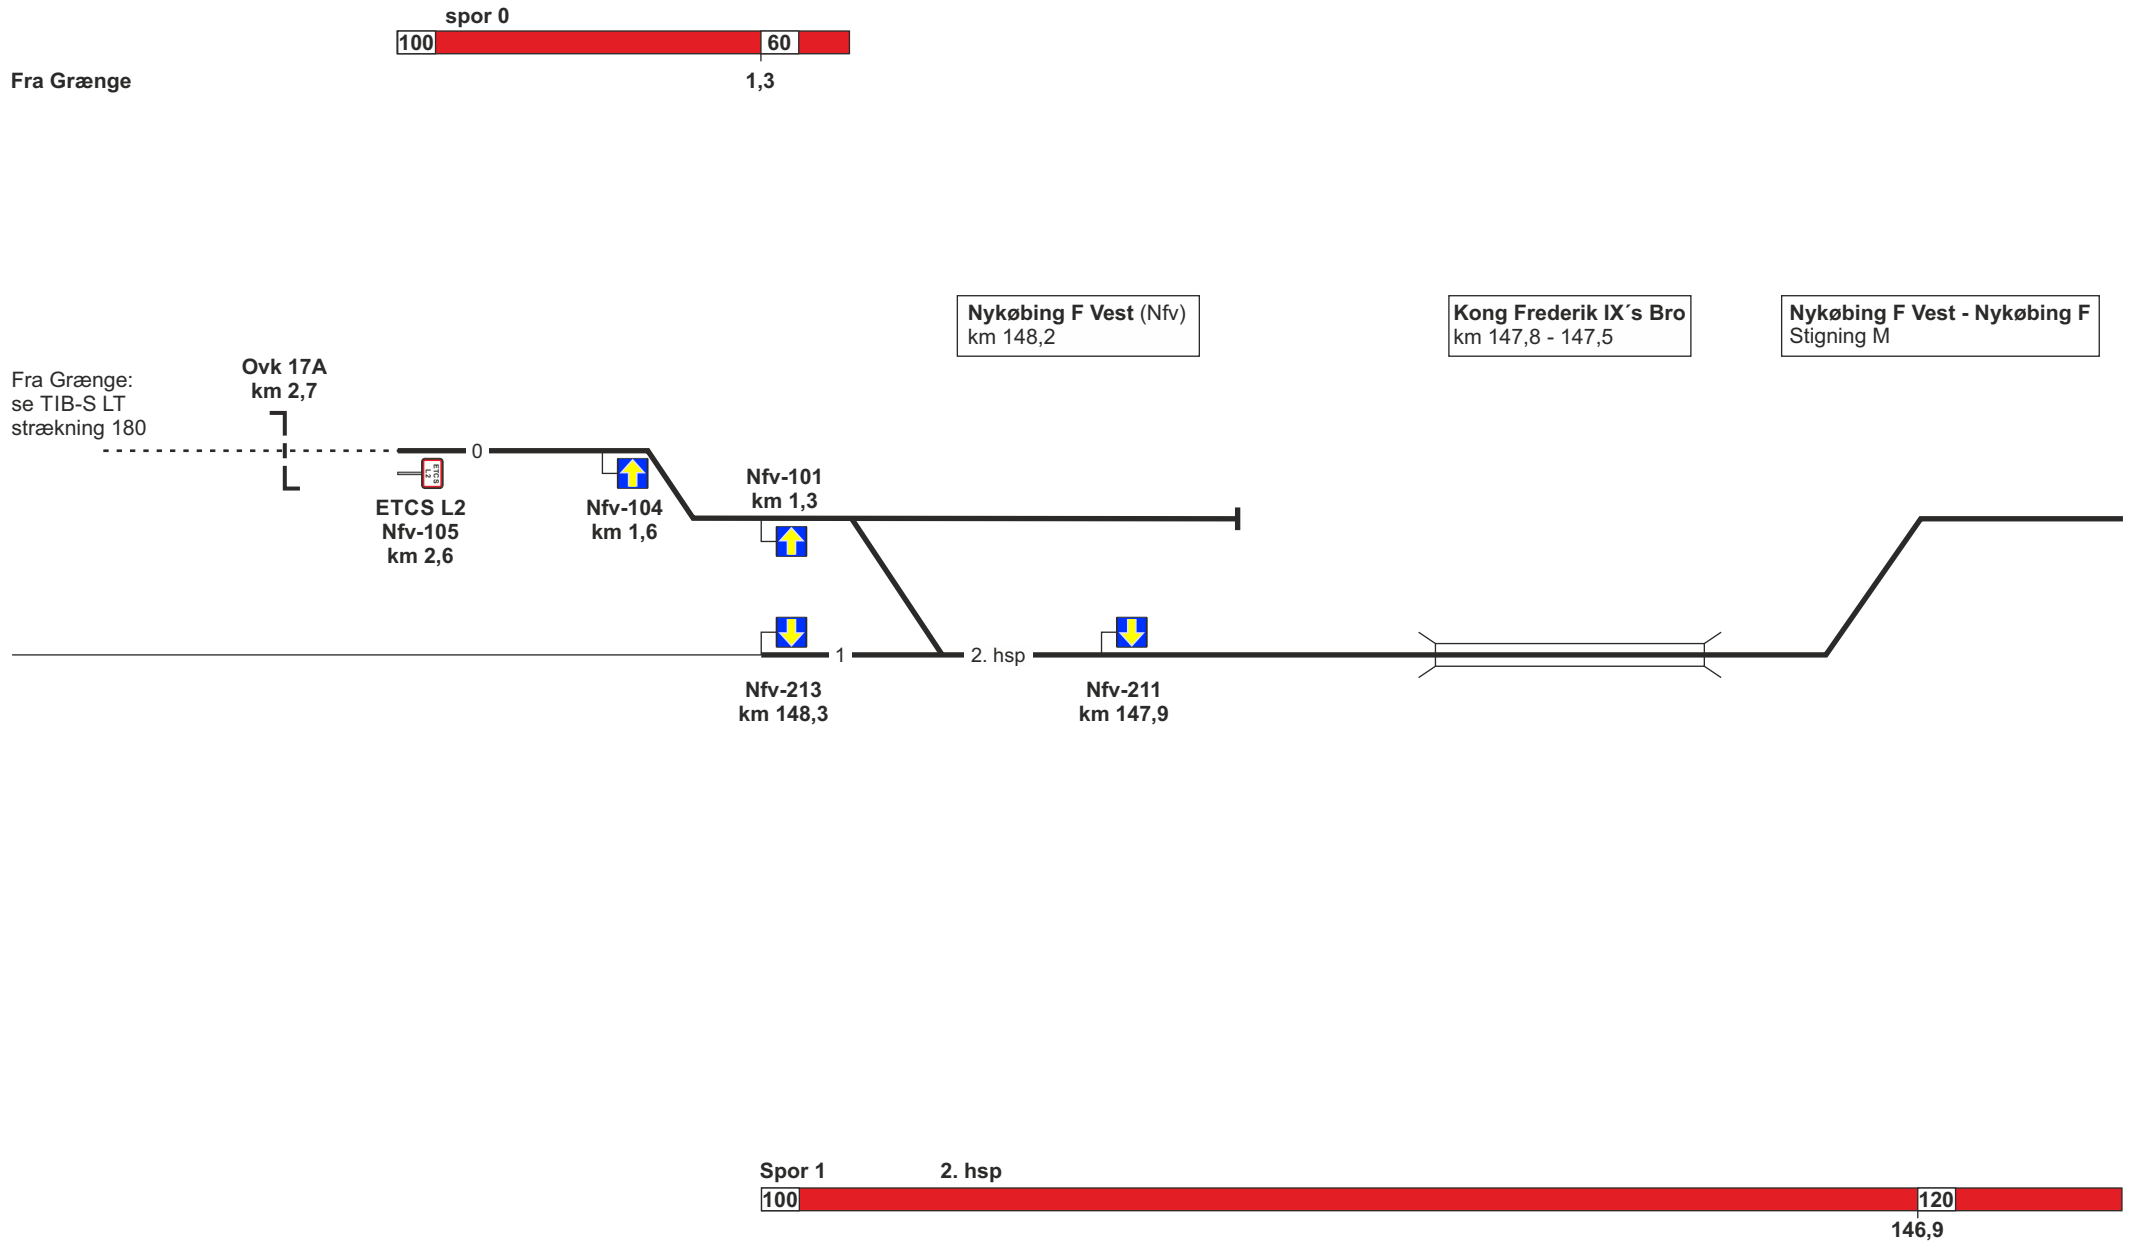 spor 0
100
60
Fra Grænge
1,3
Nykøbing F Vest (Nfv)
km 148,2
Kong Frederik IX´s Bro
km 147,8 - 147,5
Nykøbing F Vest - Nykøbing F
Stigning M
Ovk 17A
km 2,7
Fra Grænge:
se TIB-S LT
strækning 180
0
ETCS
L2
ETCS L2
Nfv-105
km 2,6
Nfv-104
km 1,6
Nfv-101
km 1,3
1
2. hsp
Nfv-213
km 148,3
Nfv-211
km 147,9
Spor 1
2. hsp
100
120
146,9